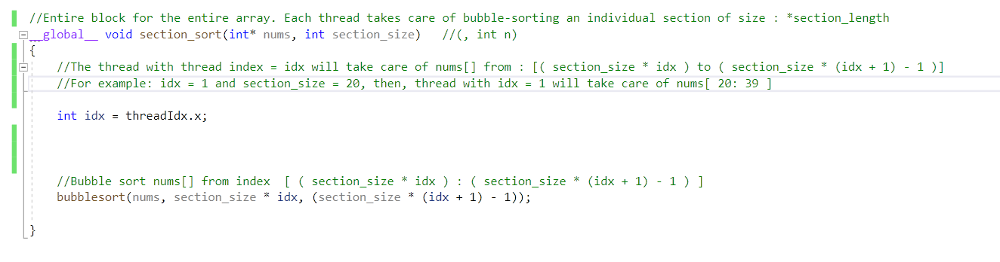 //Entire block for the entire array. Each thread takes care of bubble-sorting an individual section of size : *section_length
__global__ void section_sort(int* nums, int section_size)   //(, int n)
{
    //The thread with thread index = idx will take care of nums[] from : [( section_size * idx ) to ( section_size * (idx + 1) - 1 )]
    //For example: idx = 1 and section_size = 20, then, thread with idx = 1 will take care of nums[ 20: 39 ]
    int idx = threadIdx.x;
    //Bubble sort nums[] from index  [ ( section_size * idx ) : ( section_size * (idx + 1) - 1 ) ]
    bubblesort(nums, section_size * idx, (section_size * (idx + 1) - 1));
}